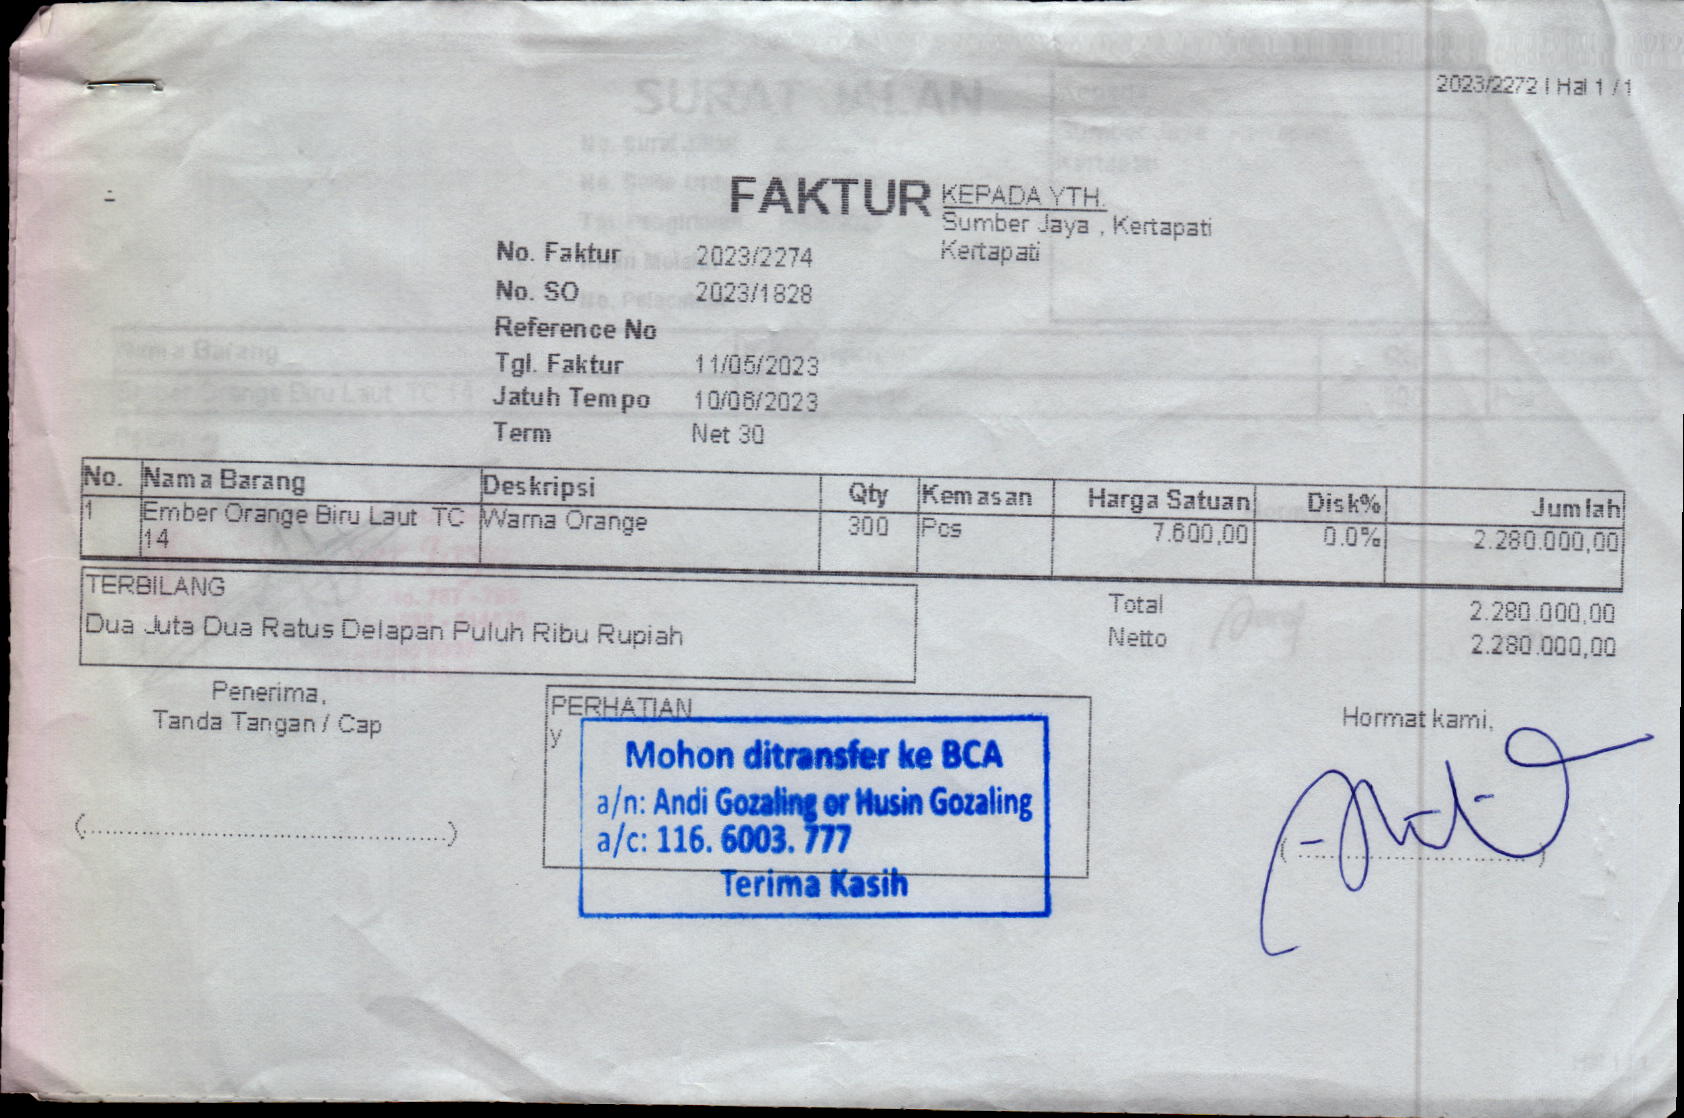 2023/2272 | Hal 1 / 1
FAKTUR
KEPADA YTH.
Sumber Jaya , Kertapati
Kertapati
No. Faktur 2023/2274
No. SO 2023/1828
Reference No
Tgl. Faktur 11/05/2023
Jatuh Tempo 10/06/2023
Term Net 30
No. Nama Barang Deskripsi Qty Kemasan Harga Satuan Disk% Jumlah
1 Ember Orange Biru Laut TC Warna Orange 300 Pcs 7.600,00 0.0% 2.280.000,00
14
TERBILANG
Dua Juta Dua Ratus Delapan Puluh Ribu Rupiah
Total 2.280.000,00
Netto 2.280.000,00
Penerima,
Tanda Tangan / Cap
(....................................................)
PERHATIAN
y
Mohon ditransfer ke BCA
a/n: Andi Gozaling or Husin Gozaling
a/c: 116. 6003. 777
Terima Kasih
Hormat kami,